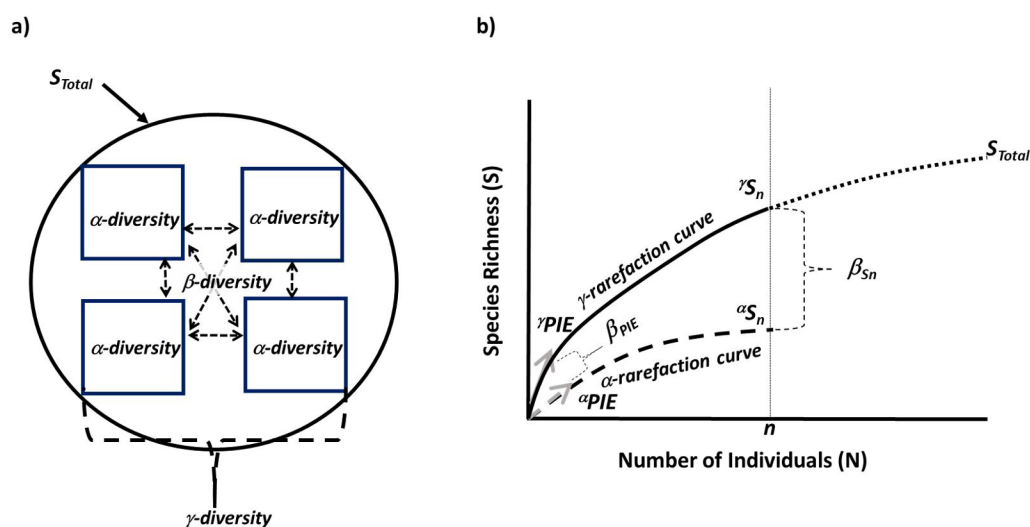 a)
S_Total
α-diversity
α-diversity
β-diversity
α-diversity
α-diversity
γ-diversity
b)
Species Richness (S)
S_Total
γS_n
γ-rarefaction curve
β_Sn
γPIE
β_PIE
αS_n
α-rarefaction curve
αPIE
n
Number of Individuals (N)